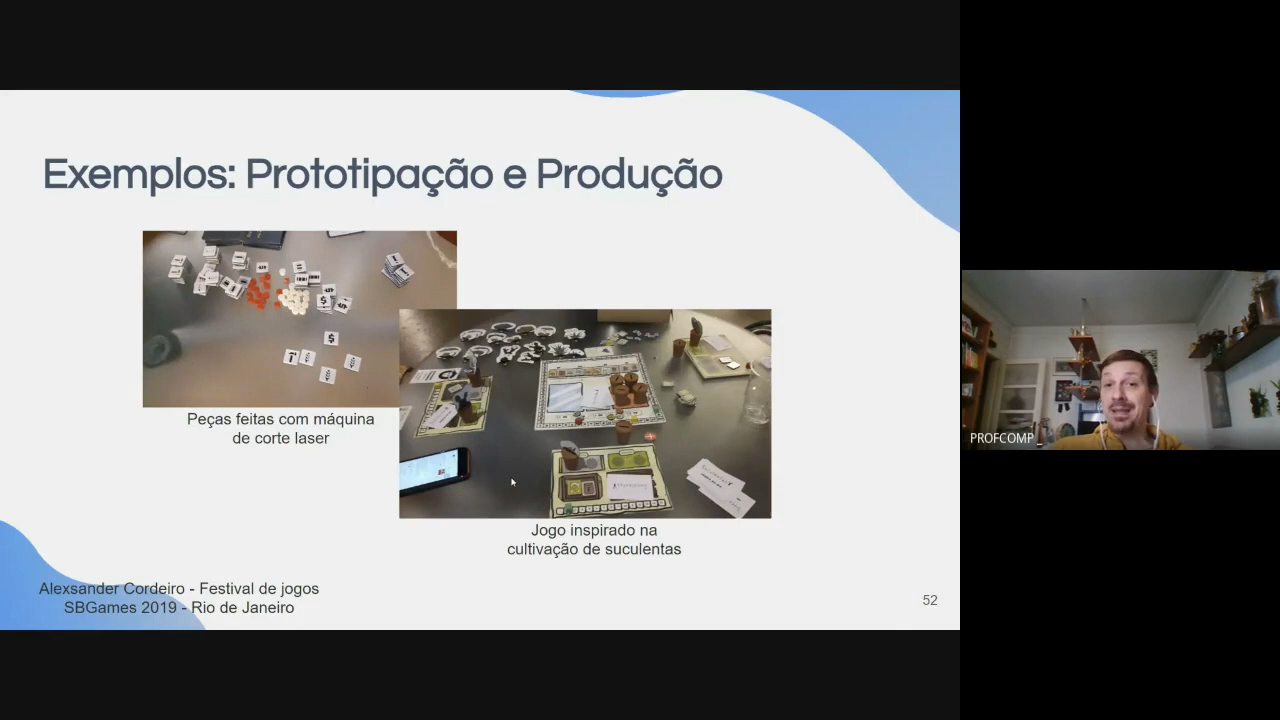 Exemplos: Prototipação e Produção
Peças feitas com máquina
de corte laser
Jogo inspirado na
cultivação de suculentas
Alexsander Cordeiro - Festival de jogos
SBGames 2019 - Rio de Janeiro
52
PROFCOMP _